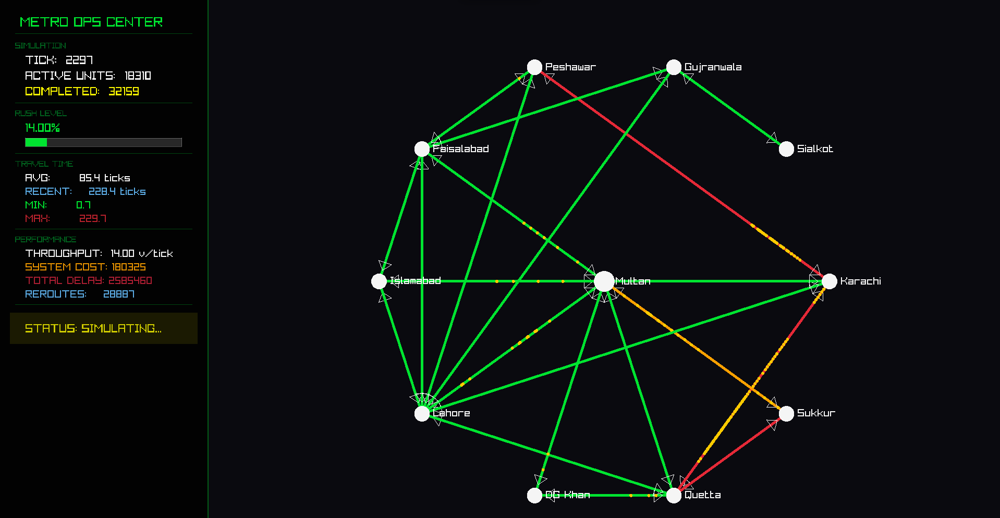 METRO OPS CENTER
SIMULATION
TICK: 2297
ACTIVE UNITS: 18310
COMPLETED: 32159
RUSH LEVEL
14.00%
TRAVEL TIME
AVG: 85.4 ticks
RECENT: 228.4 ticks
MIN: 0.7
MAX: 229.7
PERFORMANCE
THROUGHPUT: 14.00 v/tick
SYSTEM COST: 180325
TOTAL DELAY: 2585460
REROUTES: 28887
STATUS: SIMULATING...
Peshawar
Gujranwala
Faisalabad
Sialkot
Islamabad
Multan
Karachi
Lahore
Sukkur
DG Khan
Quetta